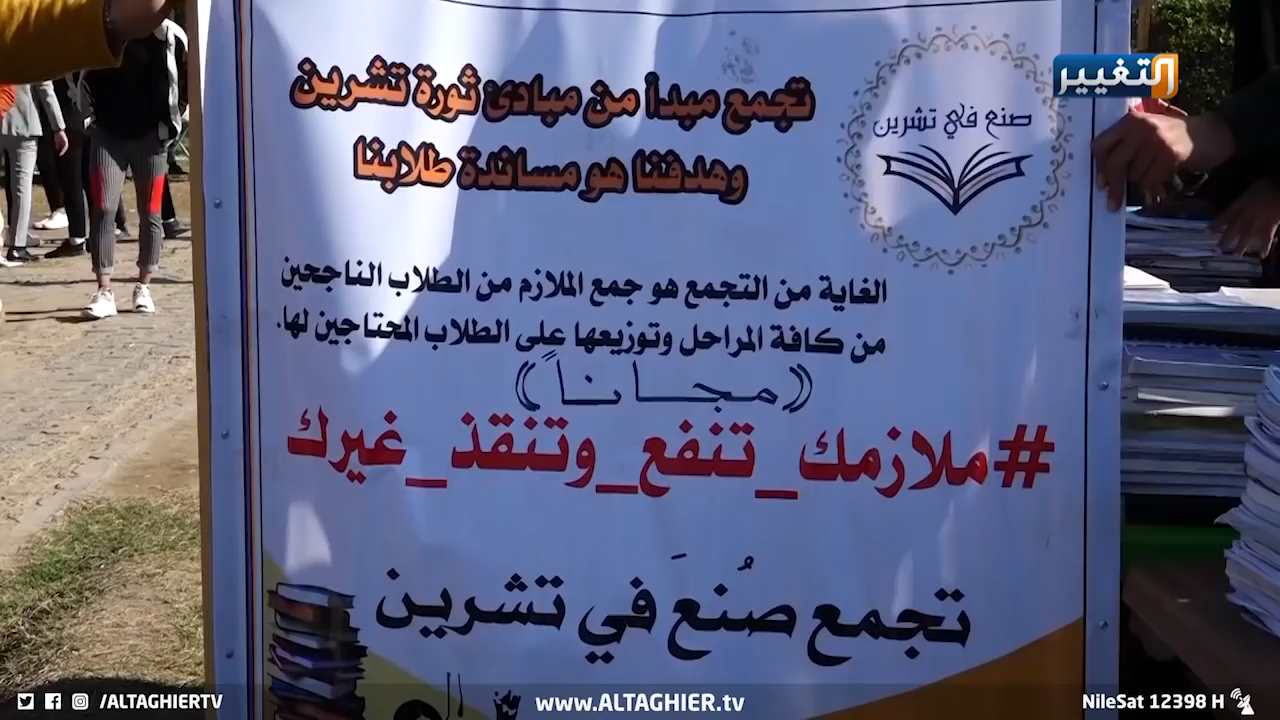 التغيير
صنع في تشرين
تجمع مبدأ من مبادئ ثورة تشرين
وهدفنا هو مساندة طلابنا
الغاية من التجمع هو جمع الملازم من الطلاب الناجحين
من كافة المراحل وتوزيعها على الطلاب المحتاجين لها.
((مجاناً))
#ملازمك_تنفع_وتنقذ_غيرك
تجمع صُنعَ في تشرين
/ALTAGHIERTV
www.ALTAGHIER.tv
NileSat 12398 H